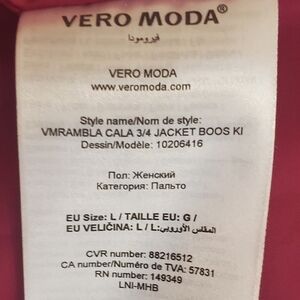 VERO MODA®
فيرومودا
VERO MODA
www.veromoda.com
Style name/Nom de style:
VMRAMBLA CALA 3/4 JACKET BOOS KI
Dessin/Modèle: 10206416
Пол: Женский
Категория: Пальто
EU Size: L / TAILLE EU: G /
EU VELIČINA: L / L: المقاس الأوروبي
CVR number: 88216512
CA number/Numéro de TVA: 57831
RN number: 149349
LNI-MHB